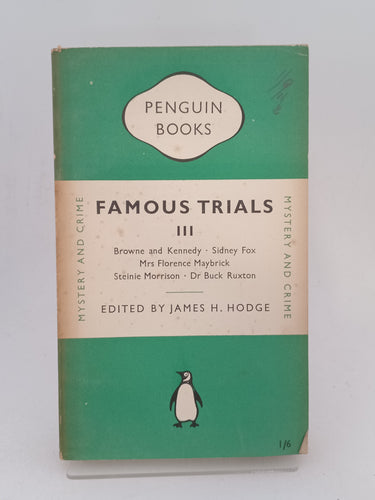 PENGUIN
BOOKS
MYSTERY AND CRIME
FAMOUS TRIALS
III
Browne and Kennedy · Sidney Fox
Mrs Florence Maybrick
Steinie Morrison · Dr Buck Ruxton
EDITED BY JAMES H. HODGE
MYSTERY AND CRIME
1/6